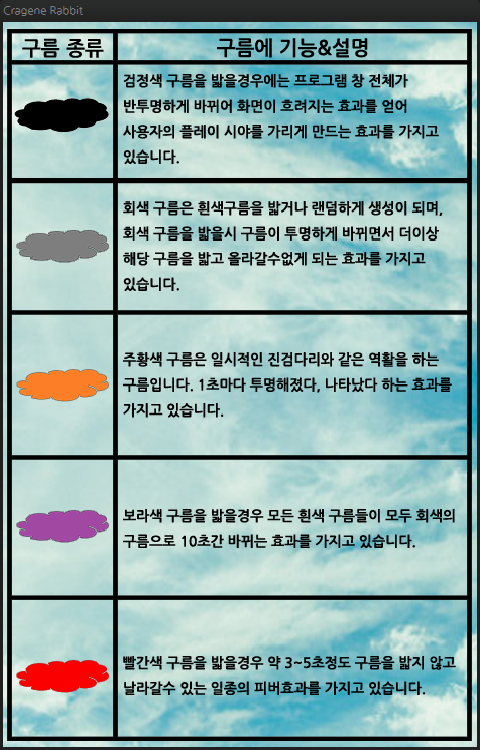 Cragene Rabbit
구름 종류
구름에 기능&설명
검정색 구름을 밟을경우에는 프로그램 창 전체가
반투명하게 바뀌어 화면이 흐려지는 효과를 얻어
사용자의 플레이 시야를 가리게 만드는 효과를 가지고
있습니다.
회색 구름은 흰색구름을 밟거나 랜덤하게 생성이 되며,
회색 구름을 밟을시 구름이 투명하게 바뀌면서 더이상
해당 구름을 밟고 올라갈수없게 되는 효과를 가지고
있습니다.
주황색 구름은 일시적인 진검다리와 같은 역활을 하는
구름입니다. 1초마다 투명해졌다, 나타났다 하는 효과를
가지고 있습니다.
보라색 구름을 밟을경우 모든 흰색 구름들이 모두 회색의
구름으로 10초간 바뀌는 효과를 가지고 있습니다.
빨간색 구름을 밟을경우 약 3~5초정도 구름을 밟지 않고
날라갈수 있는 일종의 피버효과를 가지고 있습니다.